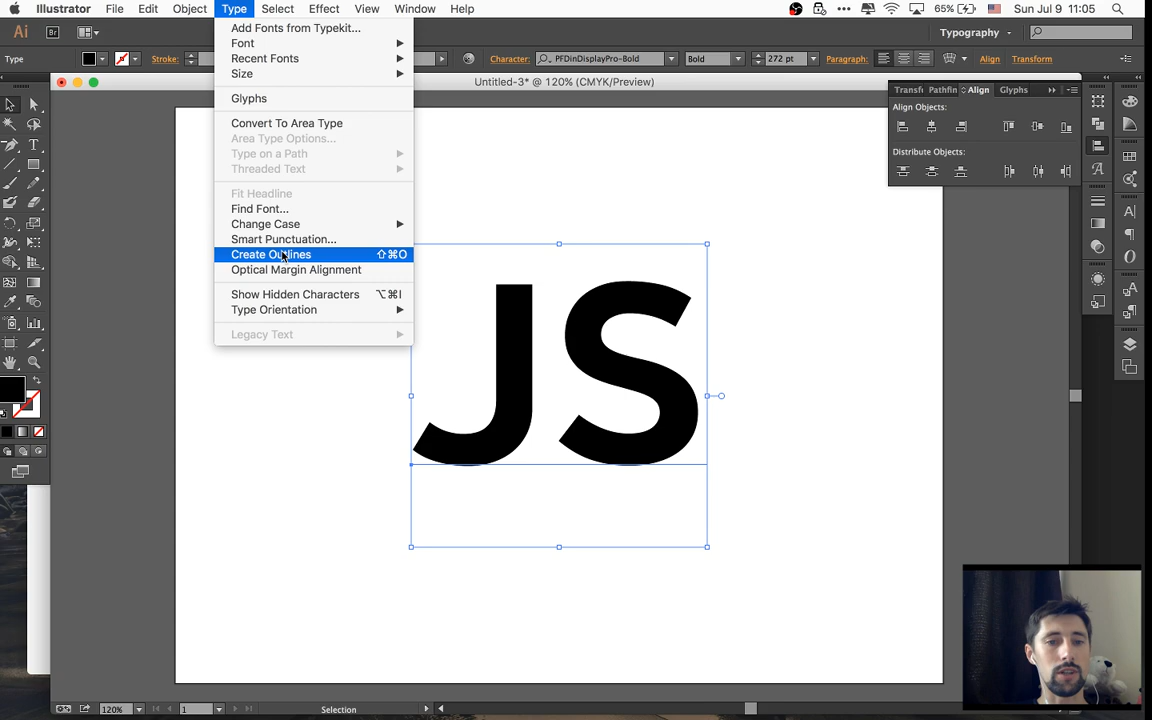 Illustrator File Edit Object Type Select Effect View Window Help 65% Sun Jul 9 11:05
Ai Br Typography
Type Stroke: Character: PFDinDisplayPro-Bold Bold 272 pt Paragraph: Align Transform
Untitled-3* @ 120% (CMYK/Preview)
Add Fonts from Typekit...
Font
Recent Fonts
Size
Glyphs
Convert To Area Type
Area Type Options...
Type on a Path
Threaded Text
Fit Headline
Find Font...
Change Case
Smart Punctuation...
Create Outlines ⇧⌘O
Optical Margin Alignment
Show Hidden Characters ⌥⌘I
Type Orientation
Legacy Text
Transf Pathfin Align Glyphs
Align Objects:
Distribute Objects:
JS
120% 1 Selection